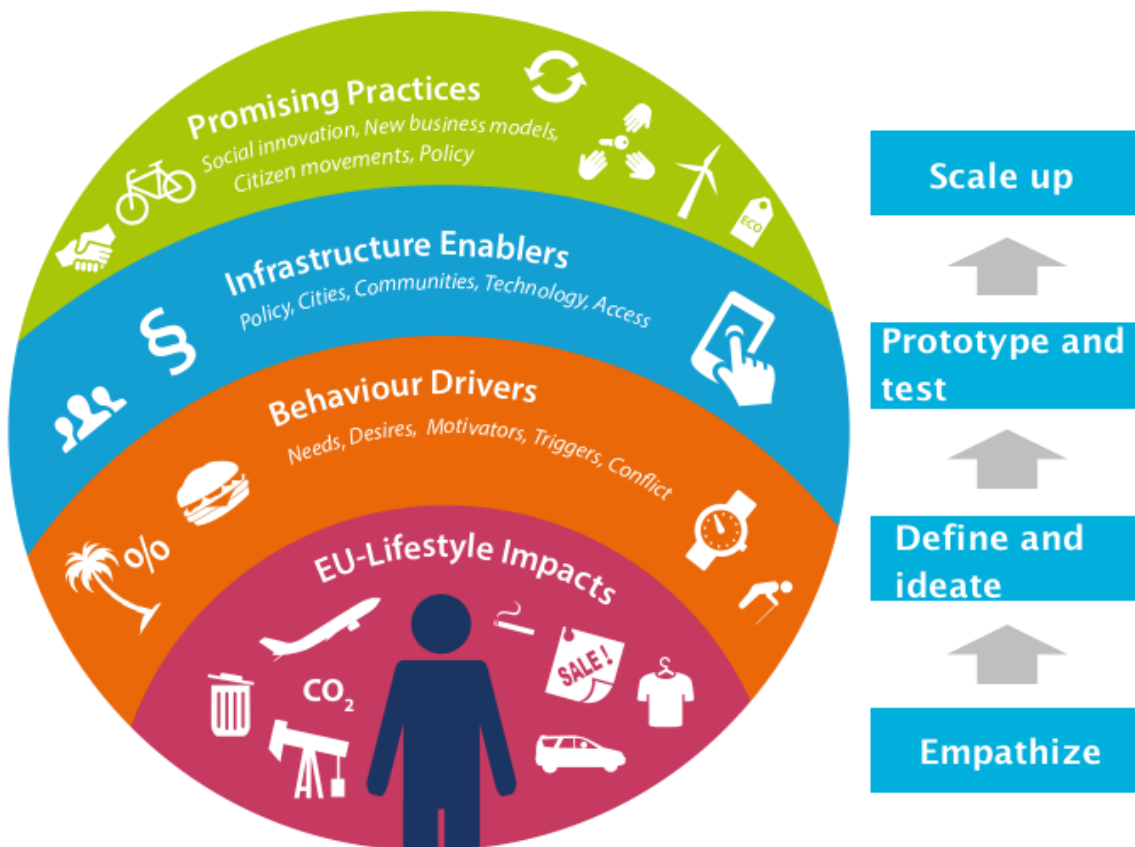 Promising Practices
Social innovation, New business models,
Citizen movements, Policy
ECO
Infrastructure Enablers
Policy, Cities, Communities, Technology, Access
§
Behaviour Drivers
Needs, Desires, Motivators, Triggers, Conflict
%
EU-Lifestyle Impacts
SALE!
CO₂
Scale up
Prototype and
test
Define and
ideate
Empathize